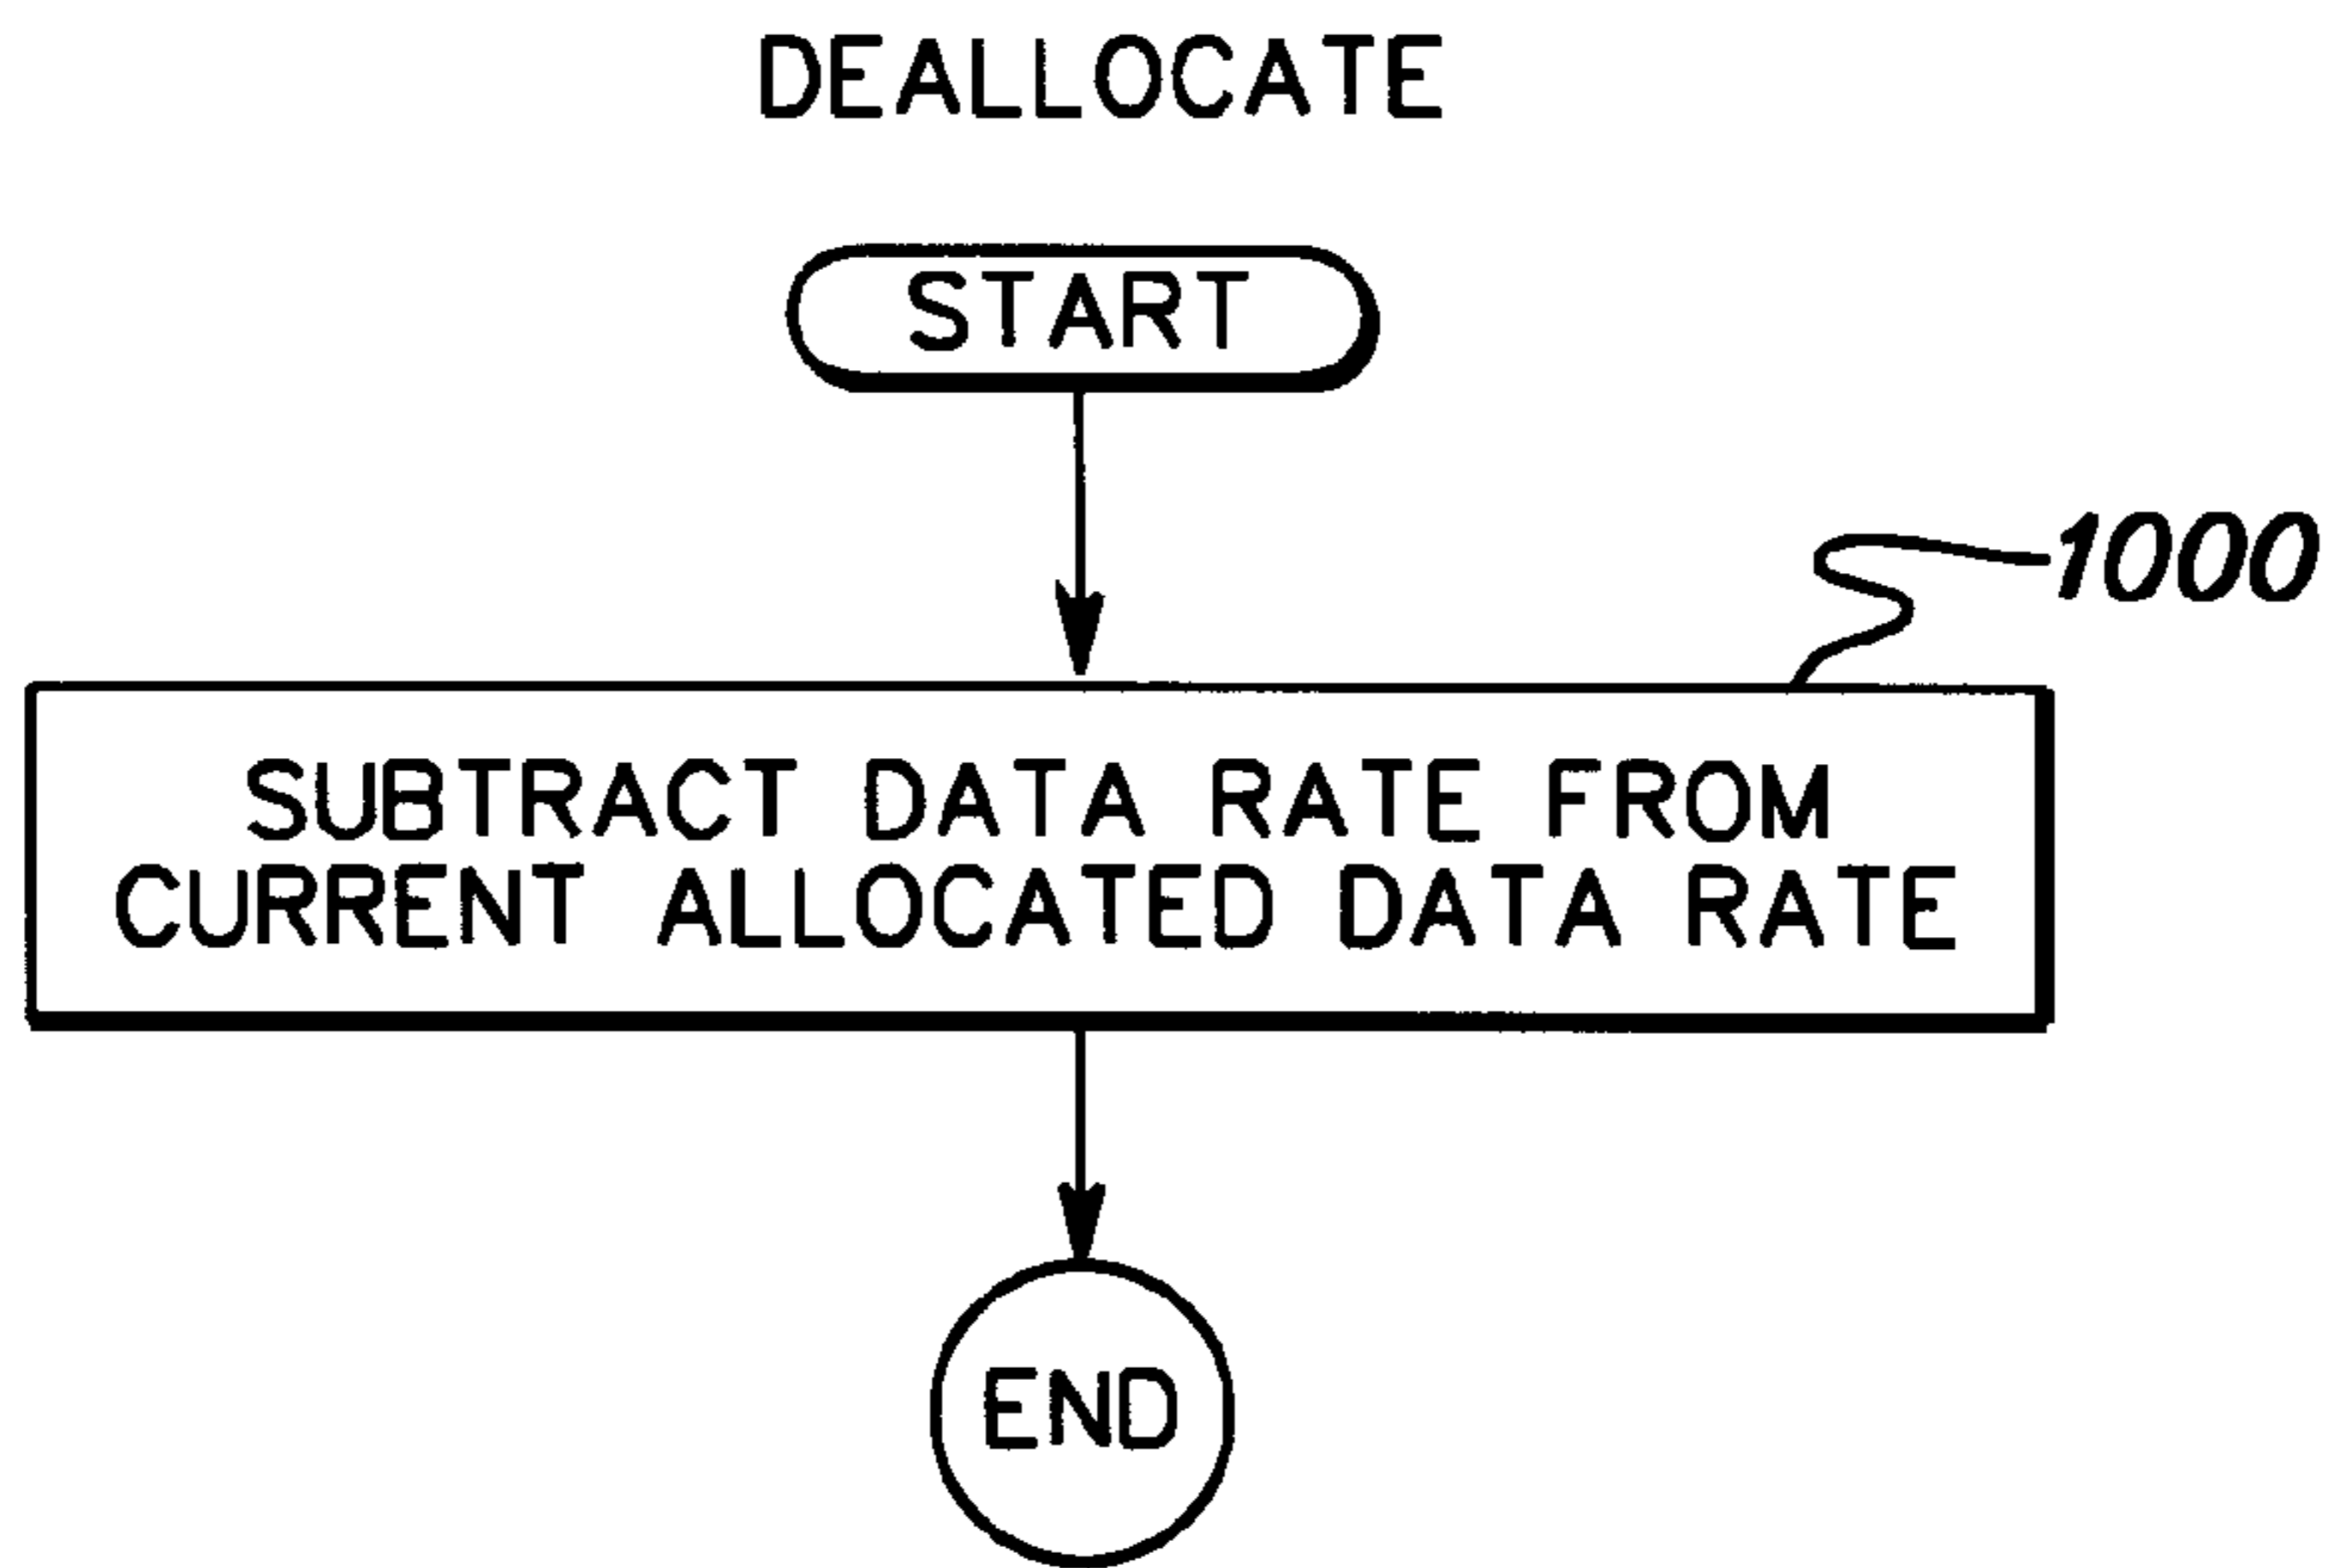 DEALLOCATE
START
1000
SUBTRACT DATA RATE FROM
CURRENT ALLOCATED DATA RATE
END